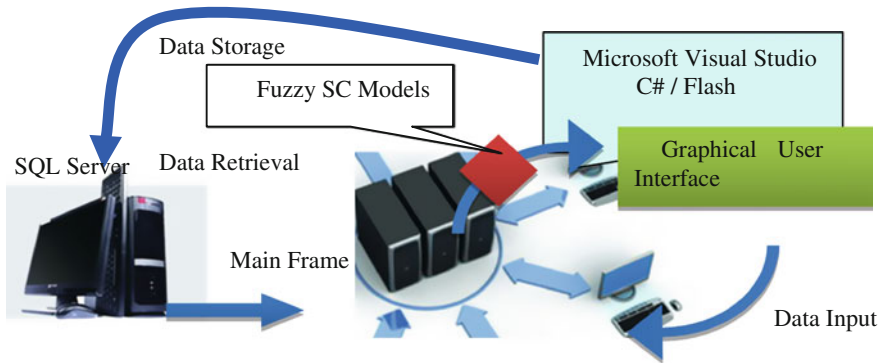 Data Storage
Microsoft Visual Studio
C# / Flash
Fuzzy SC Models
Graphical User
Interface
SQL Server
Data Retrieval
Main Frame
Data Input